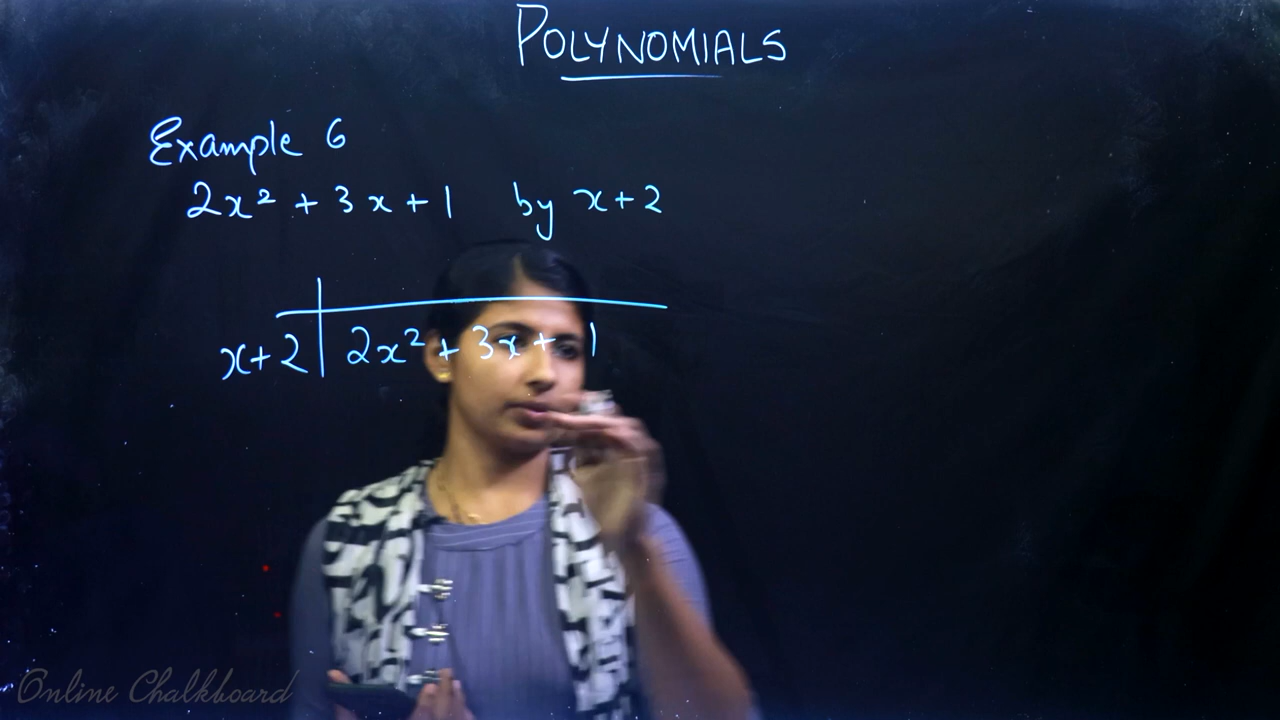 POLYNOMIALS
Example 6
2x² + 3x + 1 by x + 2
x+2 | 2x² + 3x + 1
Online Chalkboard